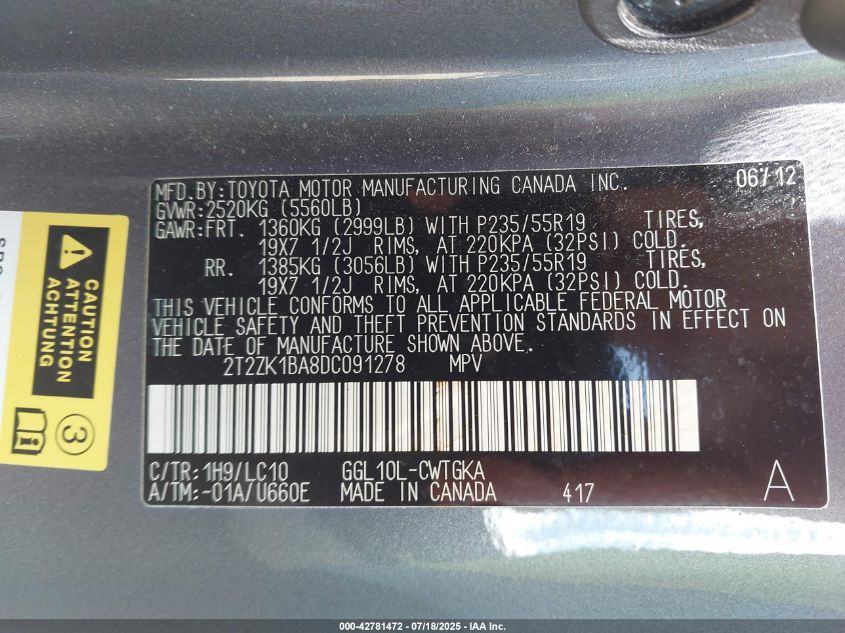 MFD.BY:TOYOTA MOTOR MANUFACTURING CANADA INC. 06/12
GVWR:2520KG (5560LB)
GAWR:FRT. 1360KG (2999LB) WITH P235/55R19 TIRES,
19X7 1/2J RIMS, AT 220KPA (32PSI) COLD.
RR. 1385KG (3056LB) WITH P235/55R19 TIRES,
19X7 1/2J RIMS, AT 220KPA (32PSI) COLD.
THIS VEHICLE CONFORMS TO ALL APPLICABLE FEDERAL MOTOR
VEHICLE SAFETY AND THEFT PREVENTION STANDARDS IN EFFECT ON
THE DATE OF MANUFACTURE SHOWN ABOVE.
2T2ZK1BA8DC091278 MPV
C/TR:1H9/LC10 GGL10L-CWTGKA
A/TM:-01A/U660E MADE IN CANADA 417 A
CAUTION
ATTENTION
ACHTUNG
3
000-42781472 / 07/18/2025 - IAA Inc.